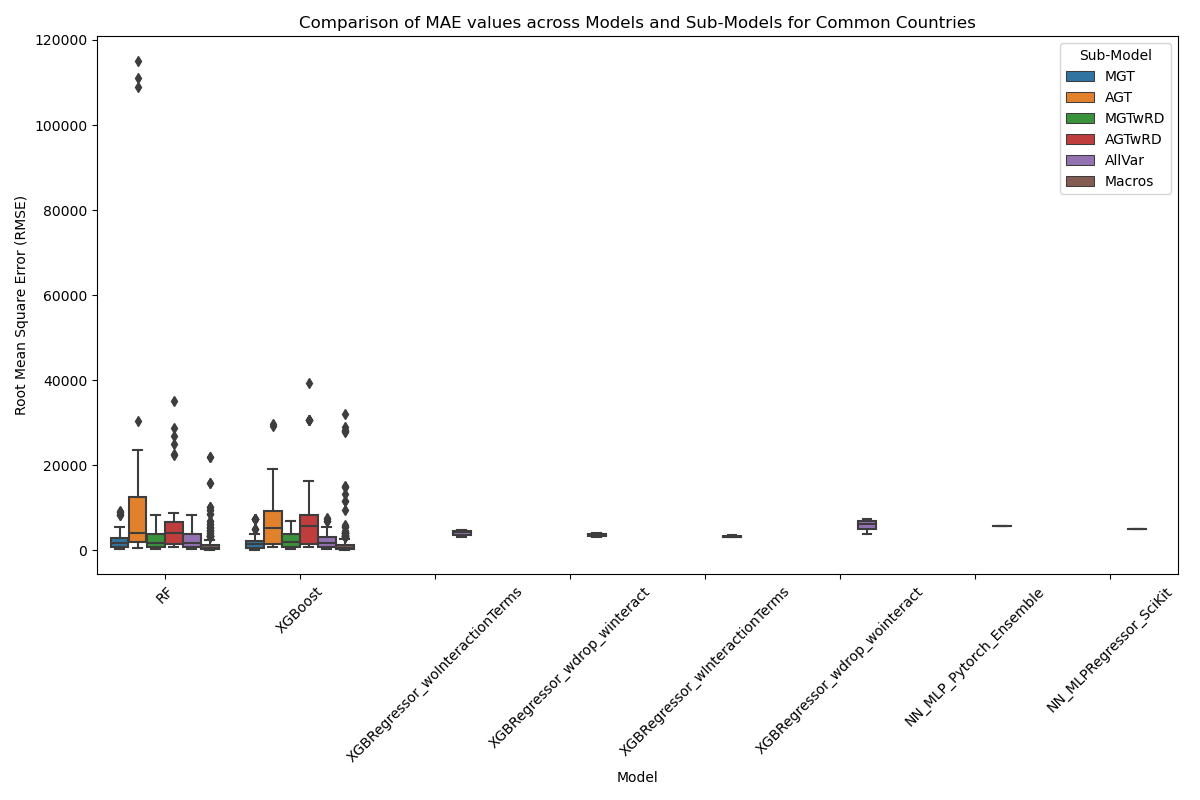 Comparison of MAE values across Models and Sub-Models for Common Countries
120000
100000
80000
60000
40000
20000
0
Root Mean Square Error (RMSE)
Sub-Model
MGT
AGT
MGTwRD
AGTwRD
AllVar
Macros
RF
XGBoost
XGBRegressor_woInteractionTerms
XGBRegressor_wdrop_winteract
XGBRegressor_wInteractionTerms
XGBRegressor_wdrop_wointeract
NN_MLP_Pytorch_Ensemble
NN_MLPRegressor_SciKit
Model